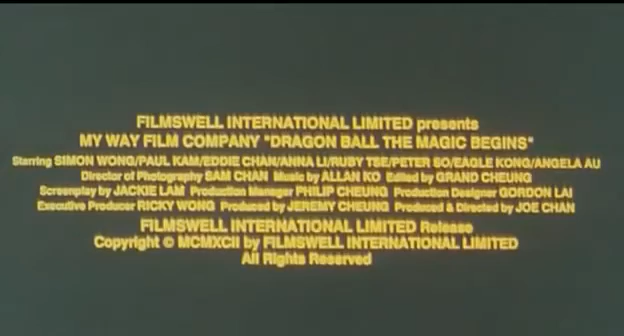 FILMSWELL INTERNATIONAL LIMITED presents
MY WAY FILM COMPANY "DRAGON BALL THE MAGIC BEGINS"
Starring SIMON WONG/PAUL KAM/EDDIE CHAN/ANNA LI/RUBY TSE/PETER SO/EAGLE KONG/ANGELA AU
Director of Photography SAM CHAN Music by ALLAN KO Edited by GRAND CHEUNG
Screenplay by JACKIE LAM Production Manager PHILIP CHEUNG Production Designer GORDON LAI
Executive Producer RICKY WONG Produced by JEREMY CHEUNG Produced & Directed by JOE CHAN
FILMSWELL INTERNATIONAL LIMITED Release
Copyright © MCMXCII by FILMSWELL INTERNATIONAL LIMITED
All Rights Reserved